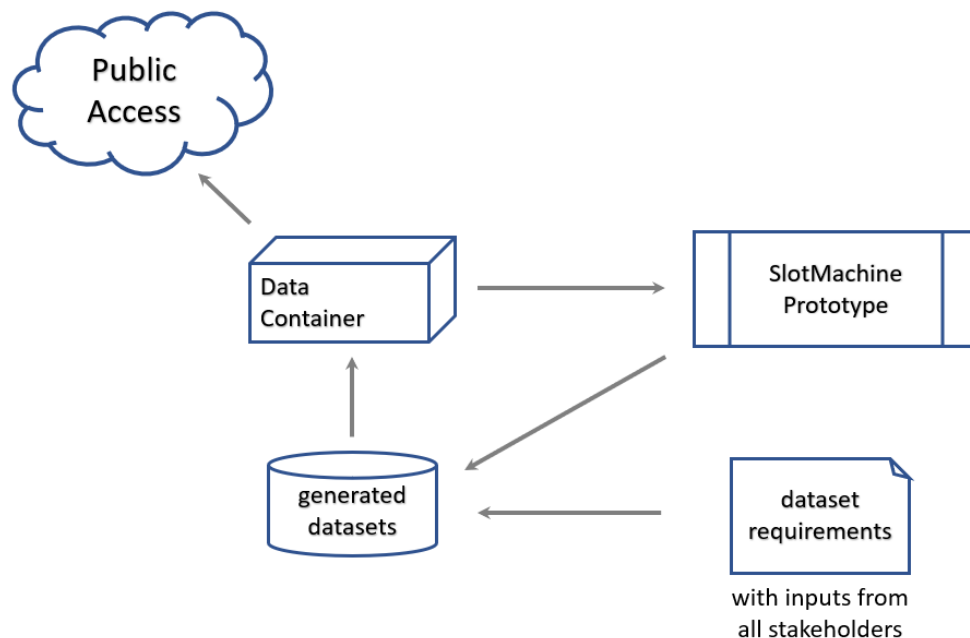 Public
Access
Data
Container
SlotMachine
Prototype
generated
datasets
dataset
requirements
with inputs from
all stakeholders